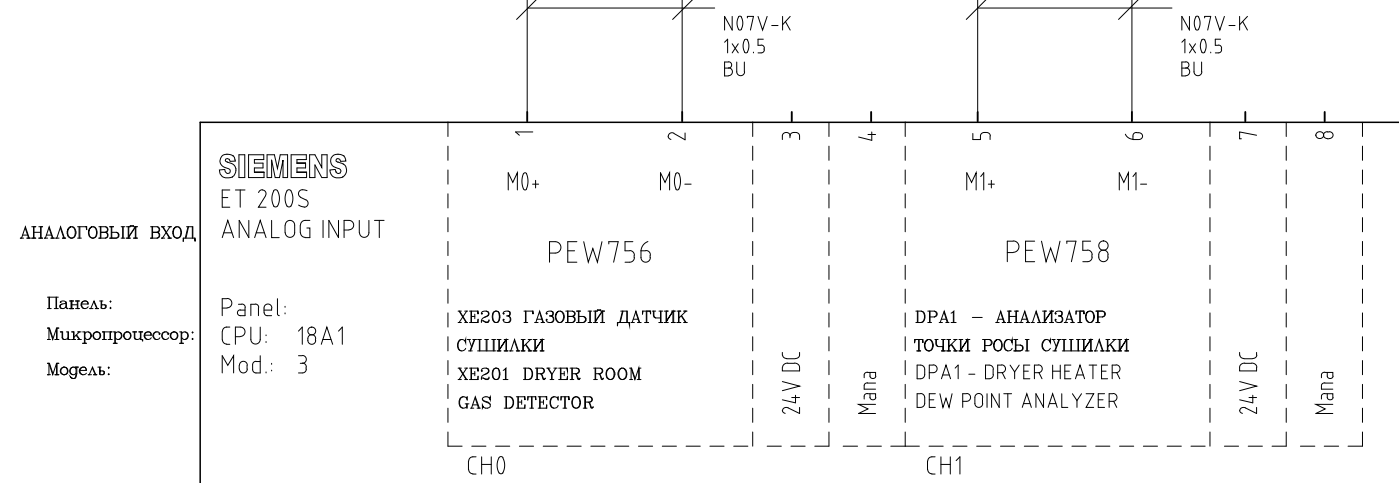 N07V-K
1x0.5
BU
N07V-K
1x0.5
BU
1
2
3
4
5
6
7
8
SIEMENS
ET 200S
ANALOG INPUT
АНАЛОГОВЫЙ ВХОД
M0+
M0-
M1+
M1-
PEW756
PEW758
Панель:
Микропроцессор:
Модель:
Panel:
CPU: 18A1
Mod.: 3
XE203 ГАЗОВЫЙ ДАТЧИК
СУШИЛКИ
XE201 DRYER ROOM
GAS DETECTOR
24V DC
Mana
DPA1 - АНАЛИЗАТОР
ТОЧКИ РОСЫ СУШИЛКИ
DPA1 - DRYER HEATER
DEW POINT ANALYZER
24V DC
Mana
CH0
CH1